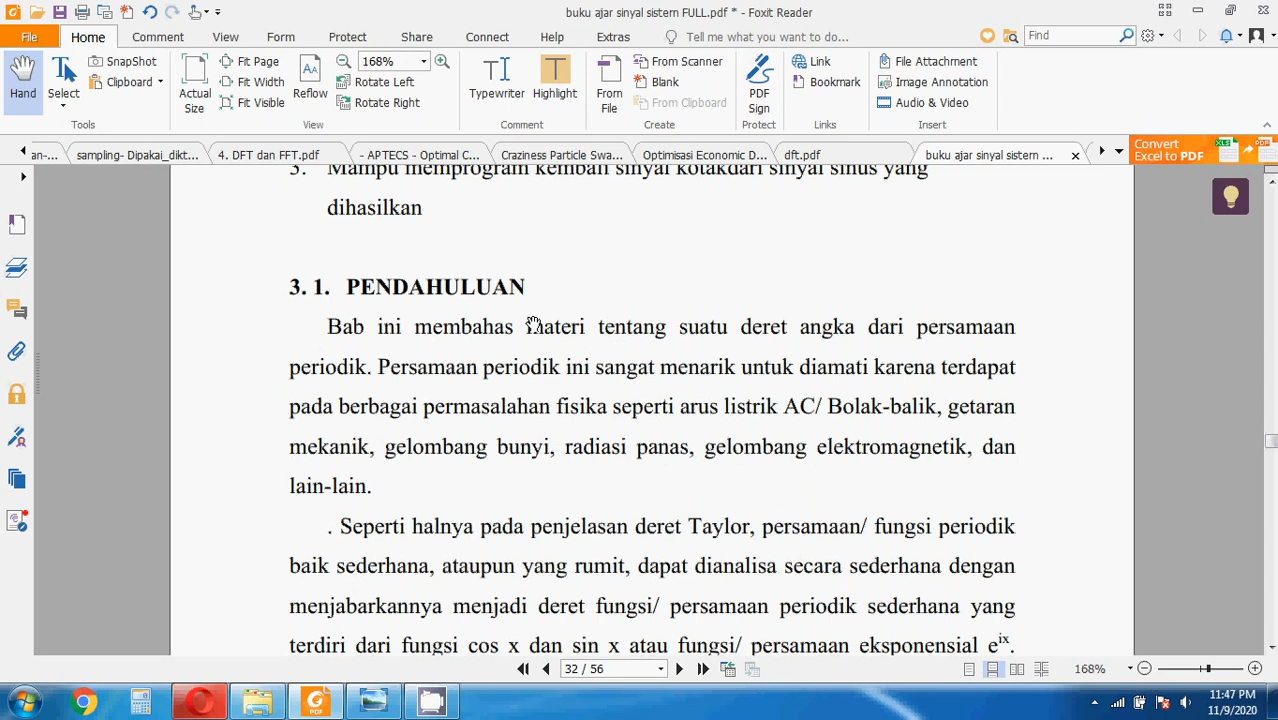 buku ajar sinyal sistem FULL.pdf * - Foxit Reader
File Home Comment View Form Protect Share Connect Help Extras Tell me what you want to do... Find
Hand
Select
SnapShot
Clipboard
Tools
Actual Size
Fit Page
Fit Width
Fit Visible
Reflow
168%
Rotate Left
Rotate Right
View
Typewriter
Highlight
Comment
From File
From Scanner
Blank
From Clipboard
Create
PDF Sign
Protect
Link
Bookmark
Links
File Attachment
Image Annotation
Audio & Video
Insert
an-... sampling- Dipakai_dikt... 4. DFT dan FFT.pdf - APTECS - Optimal C... Craziness Particle Swa... Optimisasi Economic D... dft.pdf buku ajar sinyal sistem ...
Convert
Excel to PDF
3. Mampu memprogram kembali sinyal kotakdari sinyal sinus yang
dihasilkan
3. 1. PENDAHULUAN
Bab ini membahas materi tentang suatu deret angka dari persamaan
periodik. Persamaan periodik ini sangat menarik untuk diamati karena terdapat
pada berbagai permasalahan fisika seperti arus listrik AC/ Bolak-balik, getaran
mekanik, gelombang bunyi, radiasi panas, gelombang elektromagnetik, dan
lain-lain.
. Seperti halnya pada penjelasan deret Taylor, persamaan/ fungsi periodik
baik sederhana, ataupun yang rumit, dapat dianalisa secara sederhana dengan
menjabarkannya menjadi deret fungsi/ persamaan periodik sederhana yang
terdiri dari fungsi cos x dan sin x atau fungsi/ persamaan eksponensial e^ix.
32 / 56
168%
11:47 PM
11/9/2020